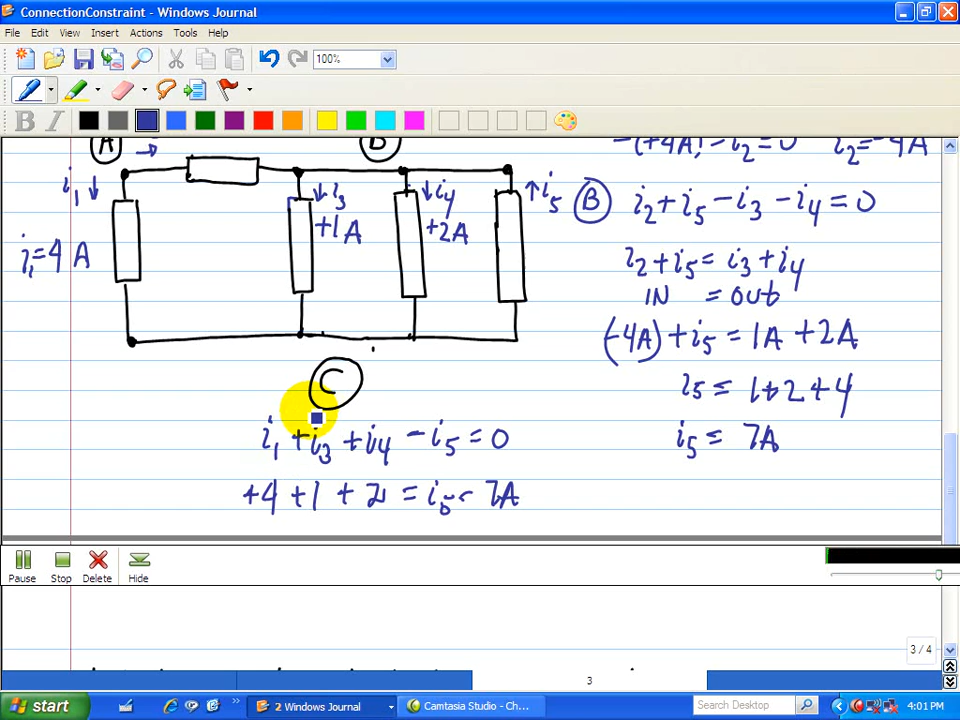 ConnectionConstraint - Windows Journal
File Edit View Insert Actions Tools Help
100%
B I
A
B
-(+4A) - i2 = 0 i2 = -4A
i1
i3
+1A
i4
+2A
i5
i1=4 A
B i2 + i5 - i3 - i4 = 0
i2 + i5 = i3 + i4
IN = OUT
(-4A) + i5 = 1A + 2A
i5 = 1+2+4
i5 = 7A
C
i1 + i3 + i4 - i5 = 0
+4 +1 + 2 = i5 = 7A
Pause Stop Delete Hide
3 / 4
3
start
2 Windows Journal
Camtasia Studio - Ch...
Search Desktop
4:01 PM